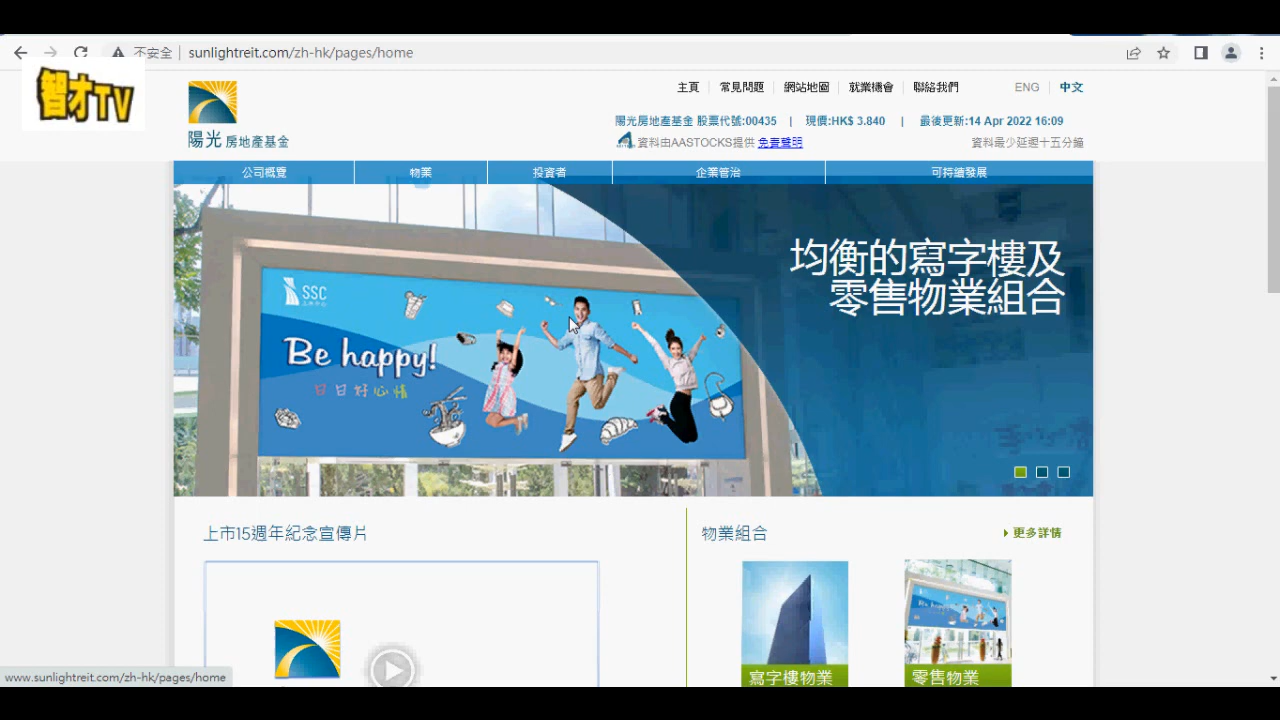 不安全 | sunlightreit.com/zh-hk/pages/home
智才TV
主頁 | 常見問題 | 網站地圖 | 就業機會 | 聯絡我們
ENG | 中文
陽光房地產基金
陽光房地產基金 股票代號:00435 | 現價:HK$ 3.840 | 最後更新:14 Apr 2022 16:09
資料由AASTOCKS提供 免責聲明
資料最少延遲十五分鐘
公司概覽
物業
投資者
企業管治
可持續發展
SSC
Be happy!
日日好心情
均衡的寫字樓及
零售物業組合
上市15週年紀念宣傳片
物業組合
更多詳情
寫字樓物業
零售物業
www.sunlightreit.com/zh-hk/pages/home